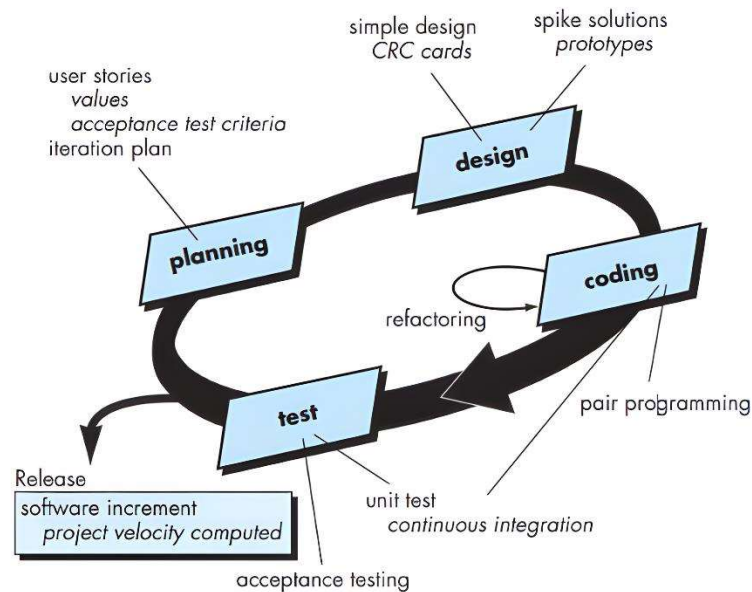 simple design
CRC cards
spike solutions
prototypes
user stories
values
acceptance test criteria
iteration plan
design
planning
coding
refactoring
test
pair programming
Release
software increment
project velocity computed
unit test
continuous integration
acceptance testing